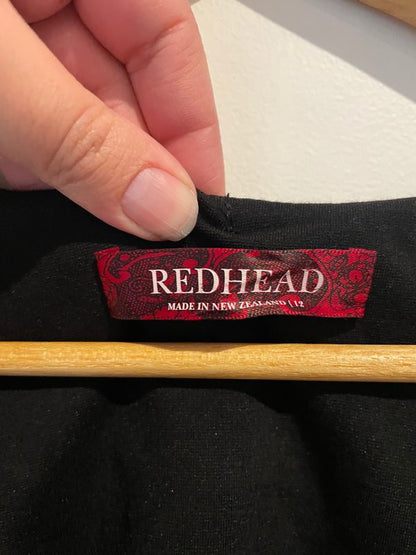 REDHEAD
MADE IN NEW ZEALAND | 12